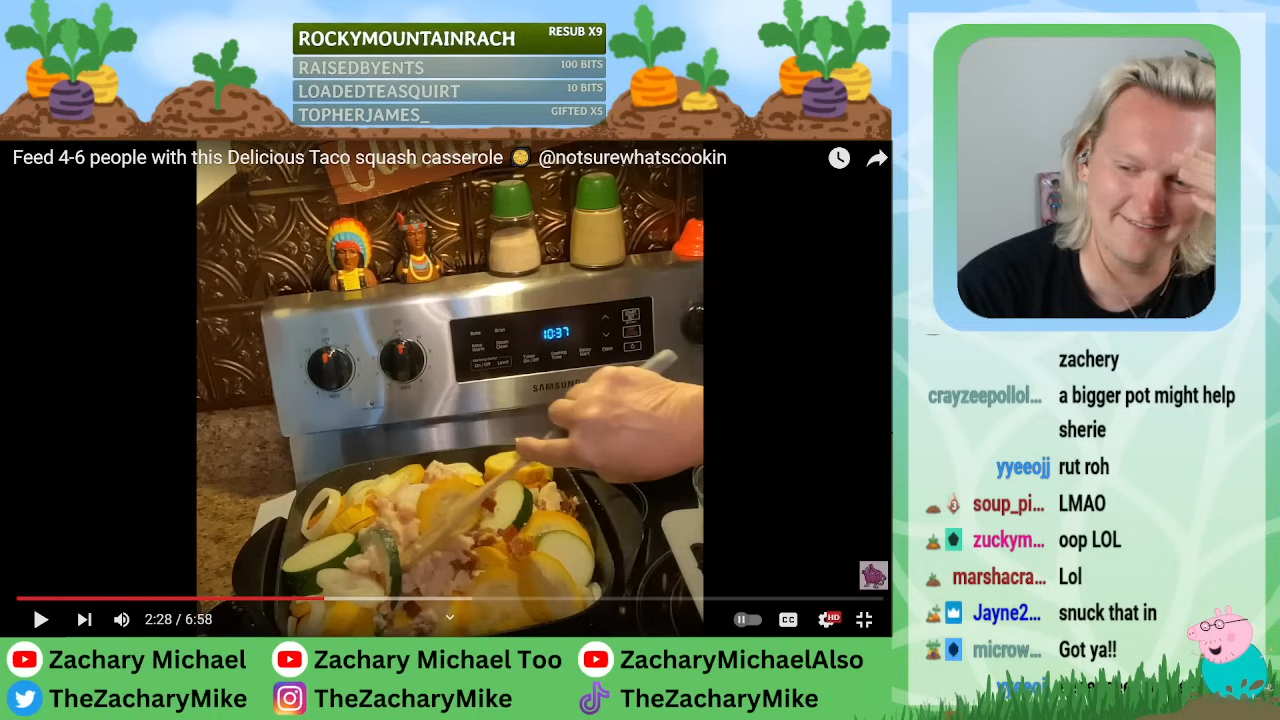 ROCKYMOUNTAINRACH RESUB X9
RAISEDBYENTS 100 BITS
LOADEDTEASQUIRT 10 BITS
TOPHERJAMES_ GIFTED X5
Feed 4-6 people with this Delicious Taco squash casserole @notsurewhatscookin
10:37
SAMSUNG
2:28 / 6:58
CC
HD
zachery
crayzeepollol... a bigger pot might help
sherie
yyeeojj rut roh
soup_pi... LMAO
zuckym... oop LOL
marshacra... Lol
Jayne2... snuck that in
microw... Got ya!!
Zachary Michael Zachary Michael Too ZacharyMichaelAlso
TheZacharyMike TheZacharyMike TheZacharyMike